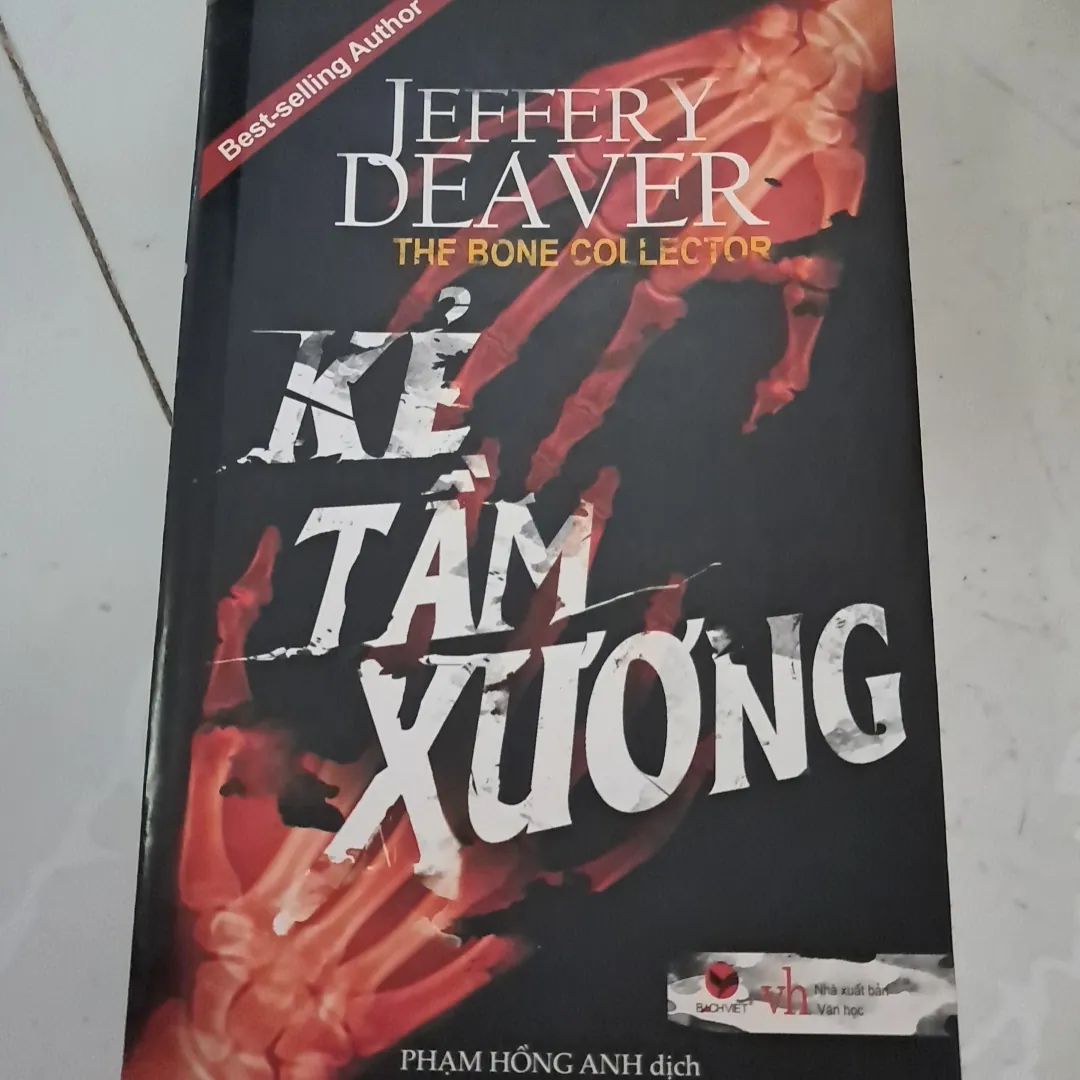 Best-selling Author
JEFFERY
DEAVER
THE BONE COLLECTOR
KẺ
TẦM
XƯƠNG
BACHVIET
vh
Nhà xuất bản
Văn học
PHẠM HỒNG ANH dịch